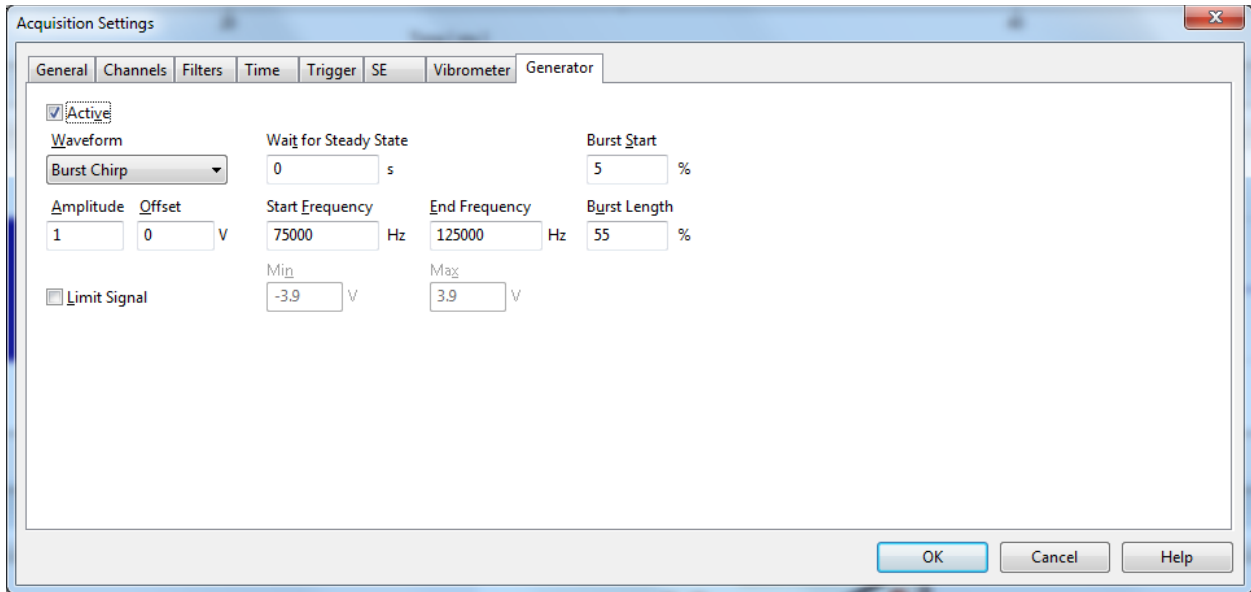 Acquisition Settings
General Channels Filters Time Trigger SE Vibrometer Generator
Active
Waveform Wait for Steady State Burst Start
Burst Chirp 0 s 5 %
Amplitude Offset Start Frequency End Frequency Burst Length
1 0 V 75000 Hz 125000 Hz 55 %
Min Max
Limit Signal -3.9 V 3.9 V
OK Cancel Help